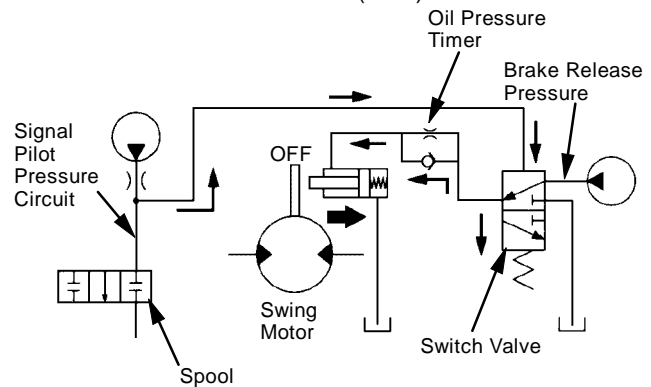 Oil Pressure
Timer
Brake Release
Pressure
Signal
Pilot
Pressure
Circuit
OFF
Swing
Motor
Switch Valve
Spool